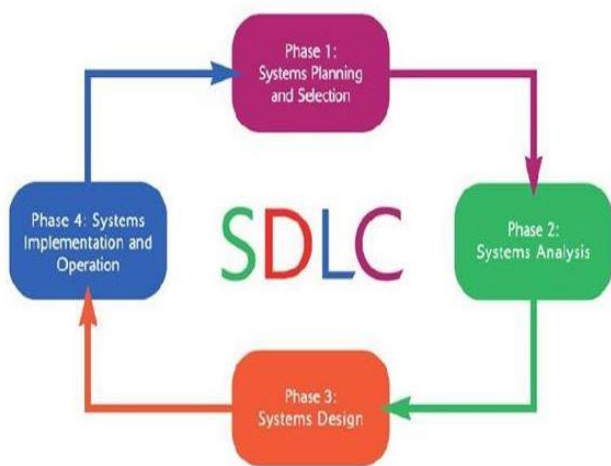 Phase 1:
Systems Planning
and Selection
Phase 4: Systems
Implementation and
Operation
SDLC
Phase 2:
Systems Analysis
Phase 3:
Systems Design